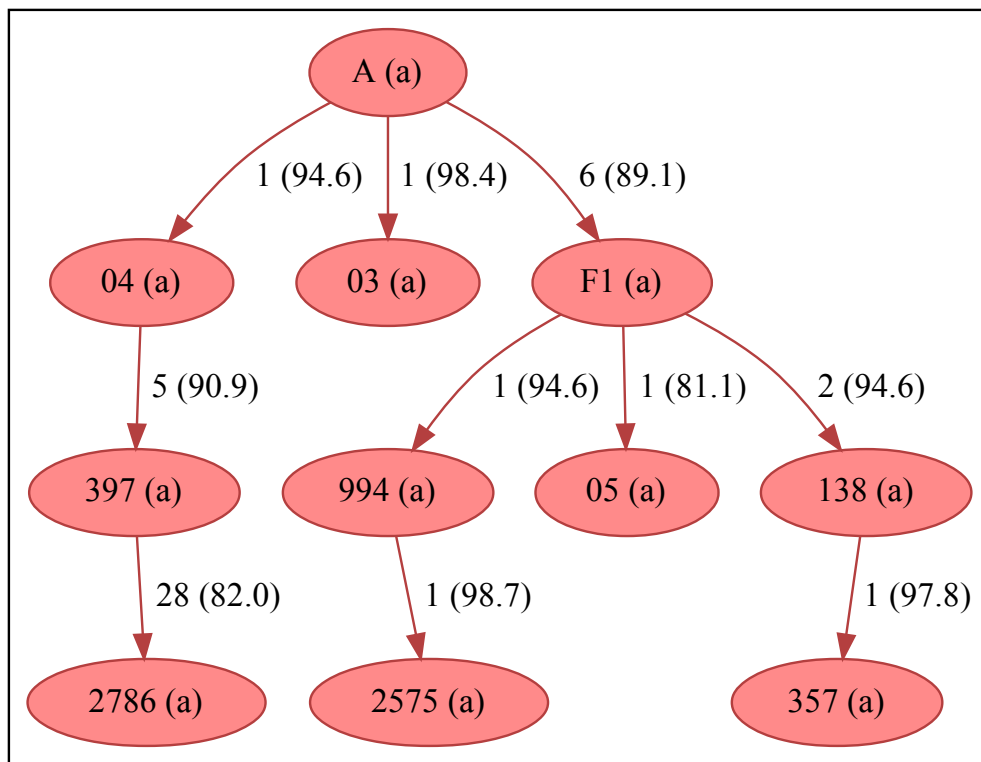 A (a)
1 (94.6)
1 (98.4)
6 (89.1)
04 (a)
03 (a)
F1 (a)
5 (90.9)
1 (94.6)
1 (81.1)
2 (94.6)
397 (a)
994 (a)
05 (a)
138 (a)
28 (82.0)
1 (98.7)
1 (97.8)
2786 (a)
2575 (a)
357 (a)